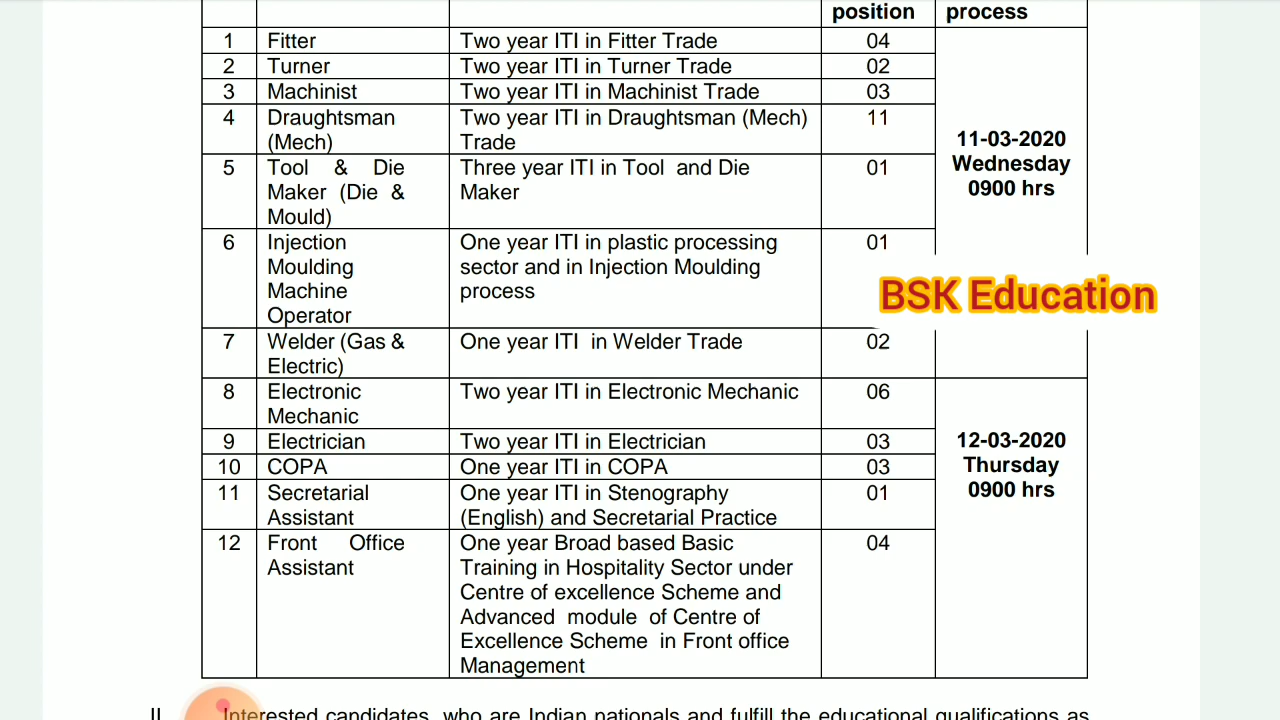 position process
1 Fitter Two year ITI in Fitter Trade 04
2 Turner Two year ITI in Turner Trade 02
3 Machinist Two year ITI in Machinist Trade 03
4 Draughtsman Two year ITI in Draughtsman (Mech) 11
(Mech) Trade
11-03-2020
Wednesday
0900 hrs
5 Tool & Die Three year ITI in Tool and Die 01
Maker (Die & Maker
Mould)
6 Injection One year ITI in plastic processing 01
Moulding sector and in Injection Moulding
Machine process
Operator
BSK Education
7 Welder (Gas & One year ITI in Welder Trade 02
Electric)
8 Electronic Two year ITI in Electronic Mechanic 06
Mechanic
9 Electrician Two year ITI in Electrician 03
10 COPA One year ITI in COPA 03
12-03-2020
Thursday
0900 hrs
11 Secretarial One year ITI in Stenography 01
Assistant (English) and Secretarial Practice
12 Front Office One year Broad based Basic 04
Assistant Training in Hospitality Sector under
Centre of excellence Scheme and
Advanced module of Centre of
Excellence Scheme in Front office
Management
II Interested candidates, who are Indian nationals and fulfill the educational qualifications as